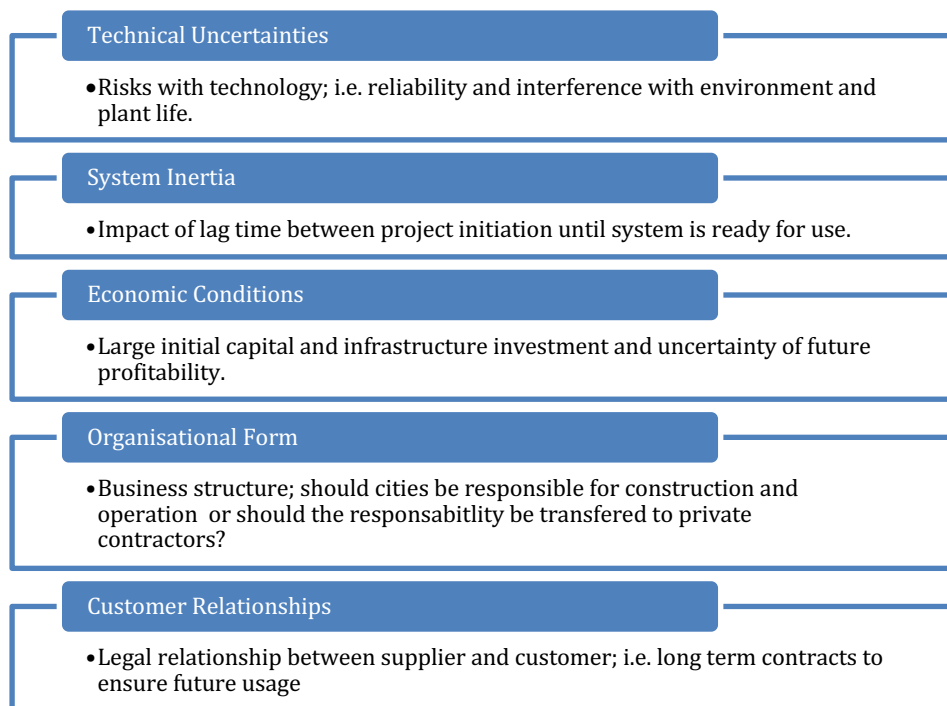 Technical Uncertainties
•Risks with technology; i.e. reliability and interference with environment and
plant life.
System Inertia
•Impact of lag time between project initiation until system is ready for use.
Economic Conditions
•Large initial capital and infrastructure investment and uncertainty of future
profitability.
Organisational Form
•Business structure; should cities be responsible for construction and
operation  or should the responsabitlity be transfered to private
contractors?
Customer Relationships
•Legal relationship between supplier and customer; i.e. long term contracts to
ensure future usage